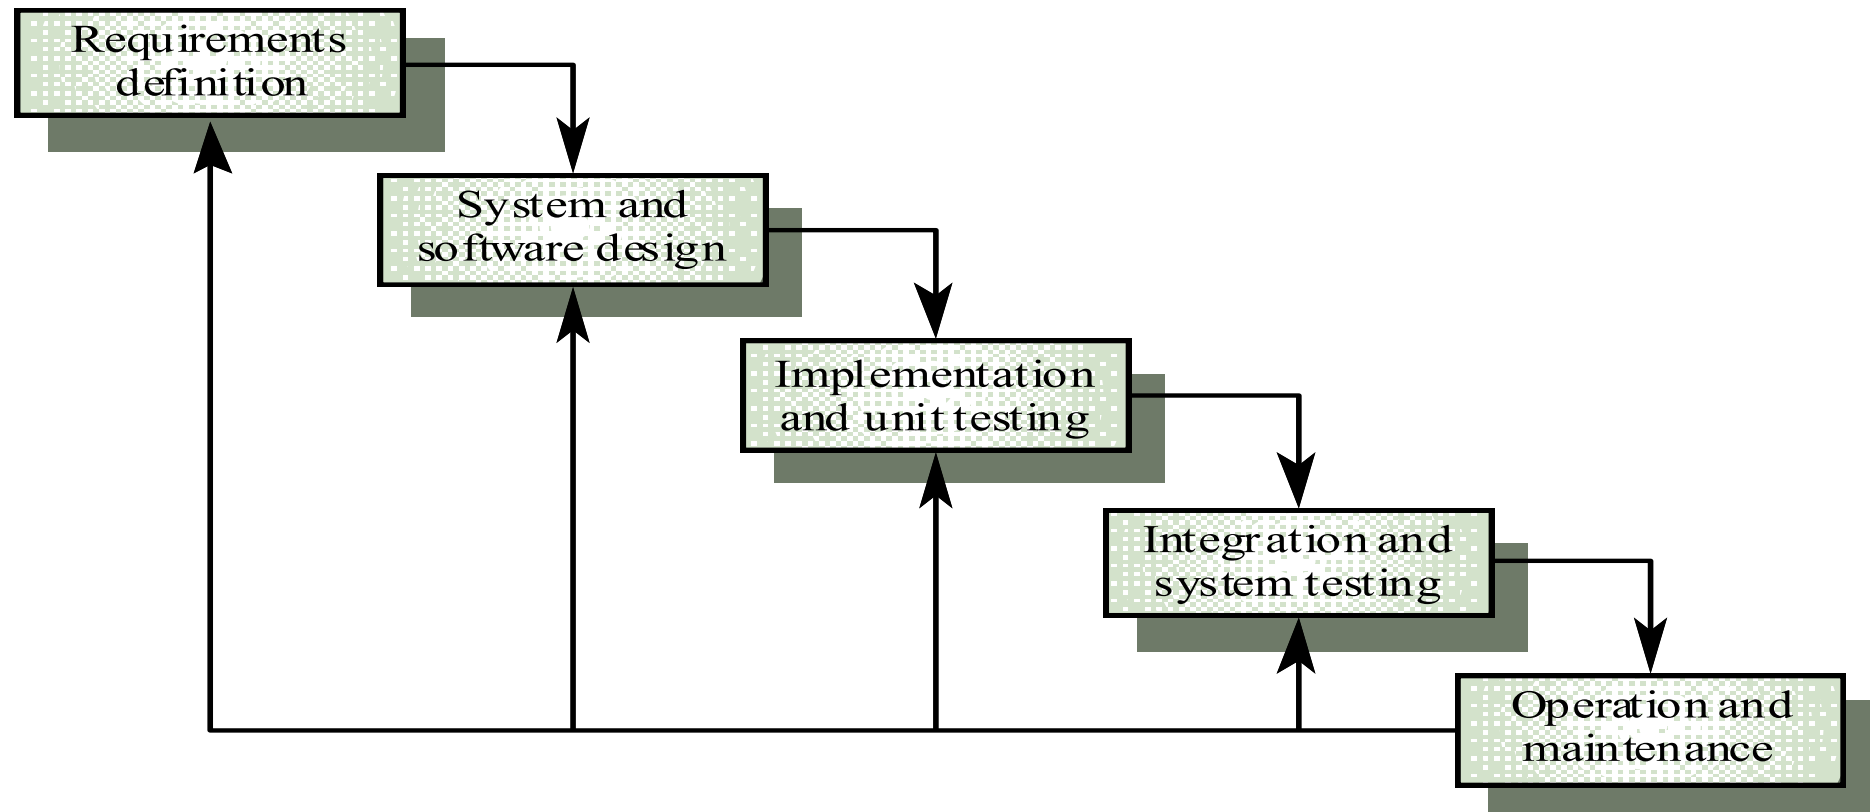 Requirements
definition
System and
software design
Implementation
and unit testing
Integration and
system testing
Operation and
maintenance